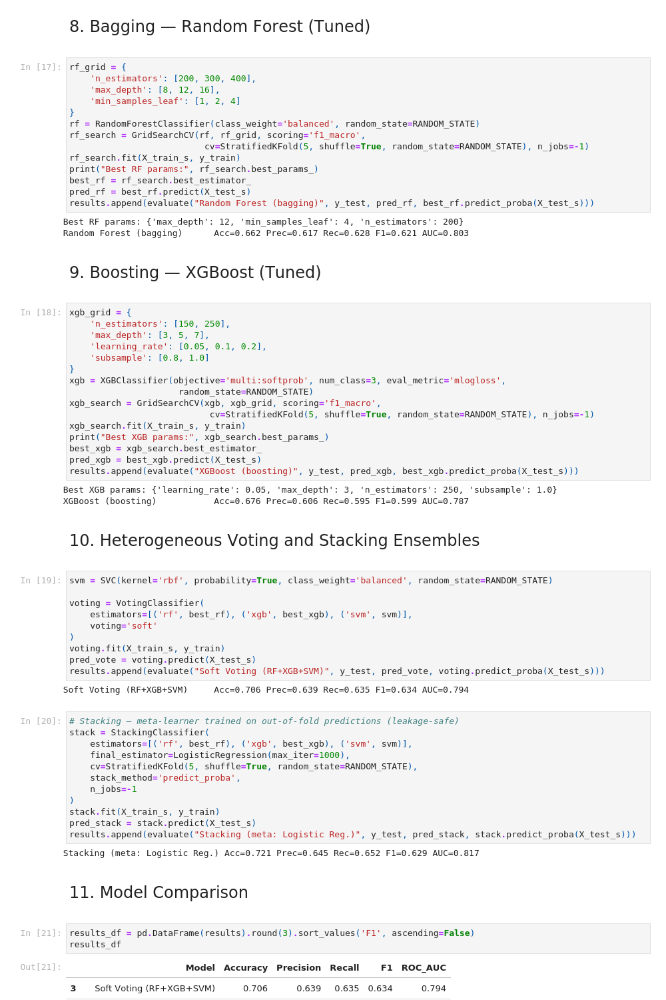 8. Bagging — Random Forest (Tuned)
In [17]:
rf_grid = {
    'n_estimators': [200, 300, 400],
    'max_depth': [8, 12, 16],
    'min_samples_leaf': [1, 2, 4]
}
rf = RandomForestClassifier(class_weight='balanced', random_state=RANDOM_STATE)
rf_search = GridSearchCV(rf, rf_grid, scoring='f1_macro',
                          cv=StratifiedKFold(5, shuffle=True, random_state=RANDOM_STATE), n_jobs=-1)
rf_search.fit(X_train_s, y_train)
print("Best RF params:", rf_search.best_params_)
best_rf = rf_search.best_estimator_
pred_rf = best_rf.predict(X_test_s)
results.append(evaluate("Random Forest (bagging)", y_test, pred_rf, best_rf.predict_proba(X_test_s)))
Best RF params: {'max_depth': 12, 'min_samples_leaf': 4, 'n_estimators': 200}
Random Forest (bagging)      Acc=0.662 Prec=0.617 Rec=0.628 F1=0.621 AUC=0.803
9. Boosting — XGBoost (Tuned)
In [18]:
xgb_grid = {
    'n_estimators': [150, 250],
    'max_depth': [3, 5, 7],
    'learning_rate': [0.05, 0.1, 0.2],
    'subsample': [0.8, 1.0]
}
xgb = XGBClassifier(objective='multi:softprob', num_class=3, eval_metric='mlogloss',
                     random_state=RANDOM_STATE)
xgb_search = GridSearchCV(xgb, xgb_grid, scoring='f1_macro',
                           cv=StratifiedKFold(5, shuffle=True, random_state=RANDOM_STATE), n_jobs=-1)
xgb_search.fit(X_train_s, y_train)
print("Best XGB params:", xgb_search.best_params_)
best_xgb = xgb_search.best_estimator_
pred_xgb = best_xgb.predict(X_test_s)
results.append(evaluate("XGBoost (boosting)", y_test, pred_xgb, best_xgb.predict_proba(X_test_s)))
Best XGB params: {'learning_rate': 0.05, 'max_depth': 3, 'n_estimators': 250, 'subsample': 1.0}
XGBoost (boosting)           Acc=0.676 Prec=0.606 Rec=0.595 F1=0.599 AUC=0.787
10. Heterogeneous Voting and Stacking Ensembles
In [19]:
svm = SVC(kernel='rbf', probability=True, class_weight='balanced', random_state=RANDOM_STATE)
voting = VotingClassifier(
    estimators=[('rf', best_rf), ('xgb', best_xgb), ('svm', svm)],
    voting='soft'
)
voting.fit(X_train_s, y_train)
pred_vote = voting.predict(X_test_s)
results.append(evaluate("Soft Voting (RF+XGB+SVM)", y_test, pred_vote, voting.predict_proba(X_test_s)))
Soft Voting (RF+XGB+SVM)     Acc=0.706 Prec=0.639 Rec=0.635 F1=0.634 AUC=0.794
In [20]:
# Stacking — meta-learner trained on out-of-fold predictions (leakage-safe)
stack = StackingClassifier(
    estimators=[('rf', best_rf), ('xgb', best_xgb), ('svm', svm)],
    final_estimator=LogisticRegression(max_iter=1000),
    cv=StratifiedKFold(5, shuffle=True, random_state=RANDOM_STATE),
    stack_method='predict_proba',
    n_jobs=-1
)
stack.fit(X_train_s, y_train)
pred_stack = stack.predict(X_test_s)
results.append(evaluate("Stacking (meta: Logistic Reg.)", y_test, pred_stack, stack.predict_proba(X_test_s)))
Stacking (meta: Logistic Reg.) Acc=0.721 Prec=0.645 Rec=0.652 F1=0.629 AUC=0.817
11. Model Comparison
In [21]:
results_df = pd.DataFrame(results).round(3).sort_values('F1', ascending=False)
results_df
Out[21]:
Model Accuracy Precision Recall F1 ROC_AUC
3 Soft Voting (RF+XGB+SVM) 0.706 0.639 0.635 0.634 0.794